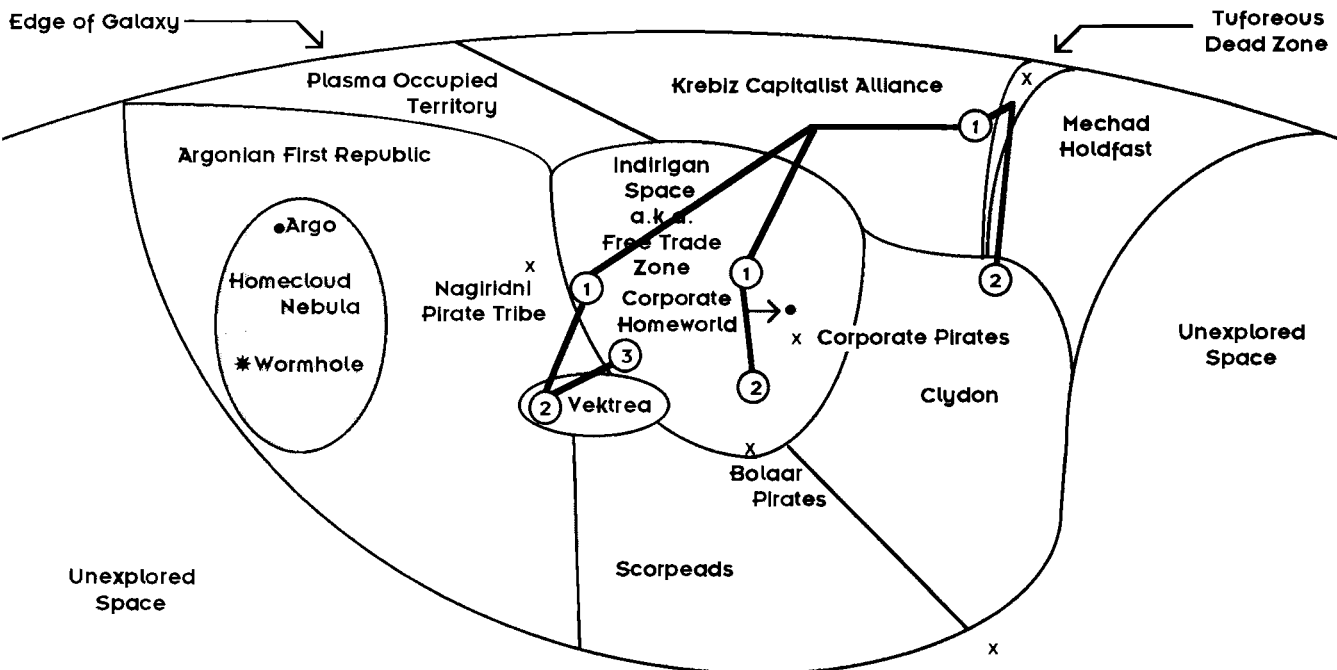 Edge of Galaxy
Tuforeous
Dead Zone
Plasma Occupied
Territory
Krebiz Capitalist Alliance
x
1
Mechad
Holdfast
Argonian First Republic
Indirigan
Space
a.k.a.
Free Trade
Zone
Argo
Homecloud
Nebula
Wormhole
x
Nagiridni
Pirate Tribe
1
1
2
Corporate
Homeworld
x Corporate Pirates
Unexplored
Space
3
2
Vektrea
2
Clydon
x
Bolaar
Pirates
Scorpeads
Unexplored
Space
x